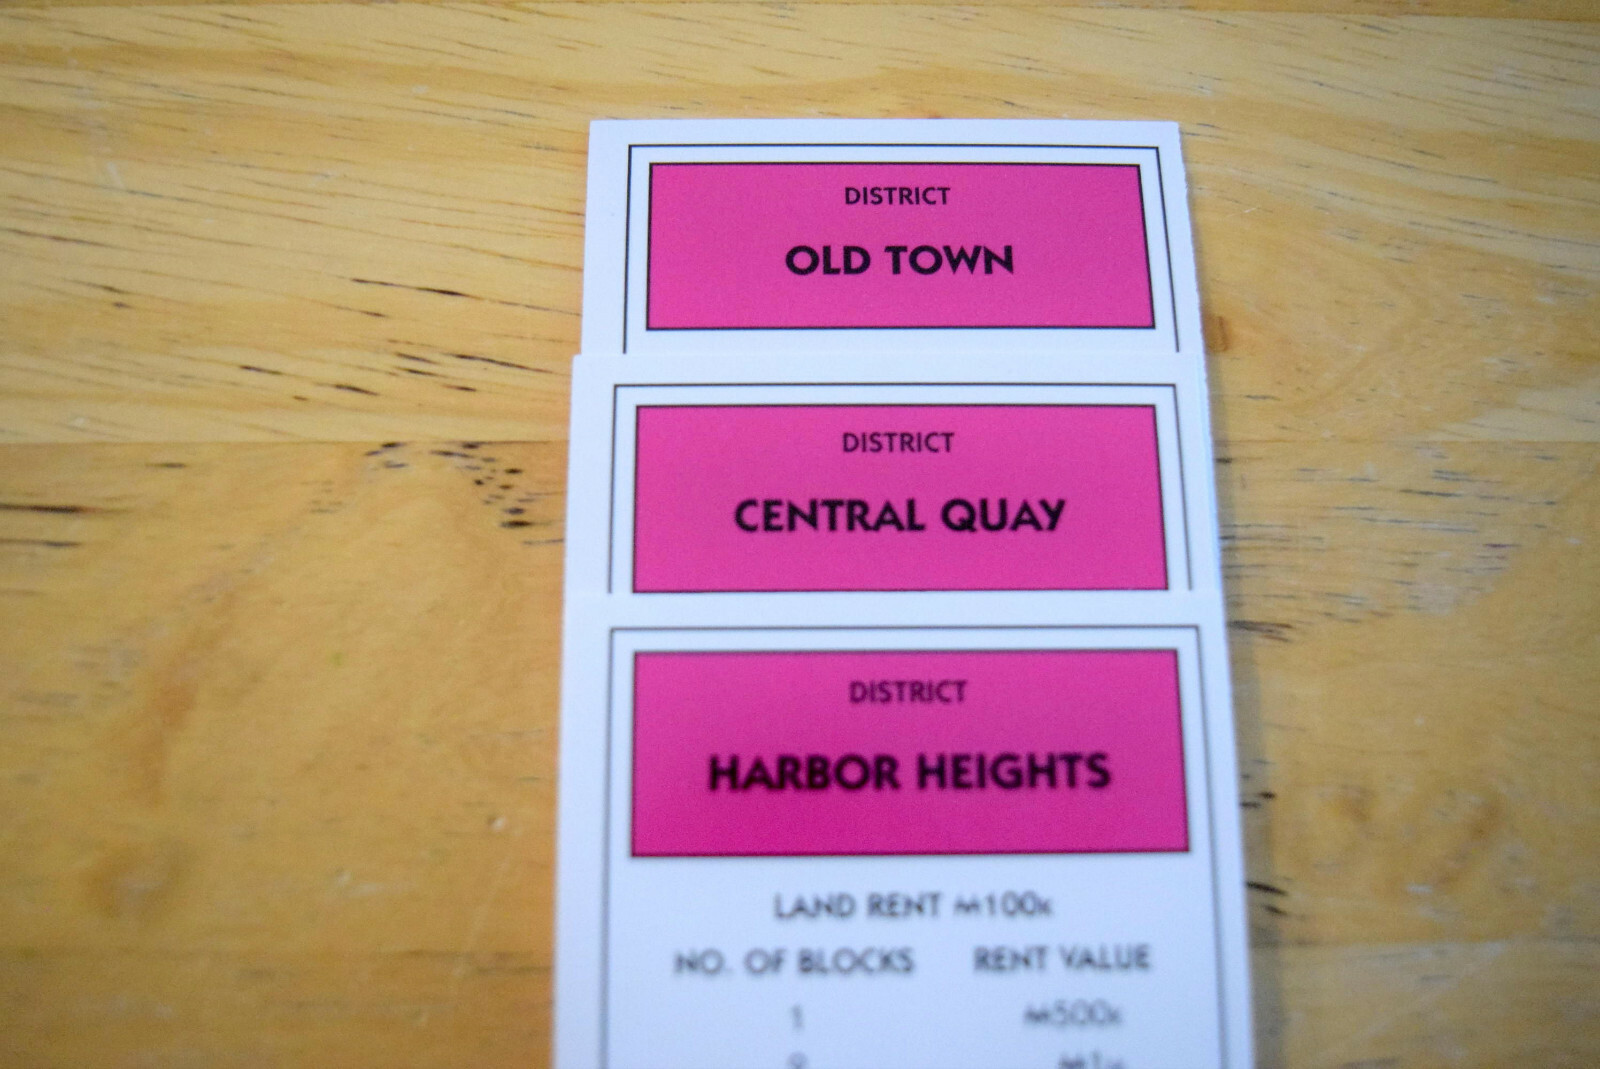 DISTRICT
OLD TOWN
DISTRICT
CENTRAL QUAY
DISTRICT
HARBOR HEIGHTS
LAND RENT ₩100K
NO. OF BLOCKS RENT VALUE
1 ₩500K